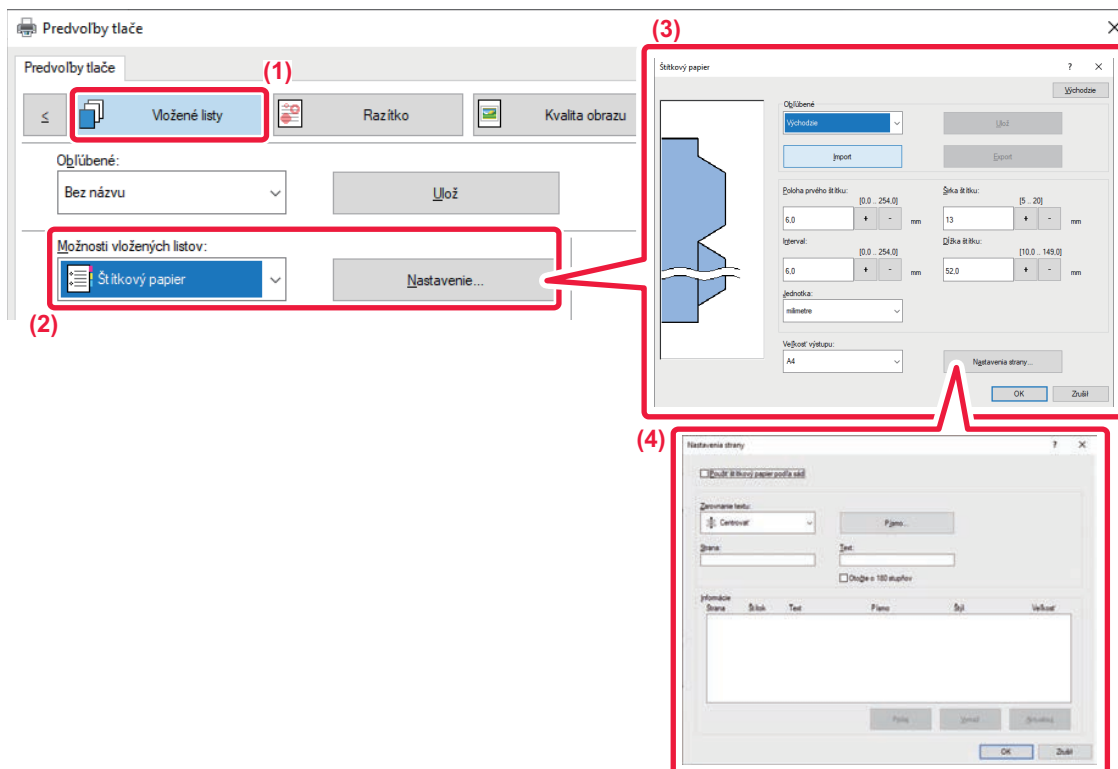 Predvoľby tlače
Predvoľby tlače
(1)
≤
Vložené listy
Razítko
Kvalita obrazu
Obľúbené:
Bez názvu
Ulož
Možnosti vložených listov:
Štítkový papier
Nastavenie...
(2)
(3)
Štítkový papier
? ×
Východzie
Obľúbené
Východzie
Ulož
Import
Export
Poloha prvého štítku:
[0,0 .. 254,0]
6,0
+ - mm
Šírka štítku:
[5 .. 20]
13
+ - mm
Interval:
[0,0 .. 254,0]
6,0
+ - mm
Dĺžka štítku:
[10,0 .. 149,0]
52,0
+ - mm
Jednotka:
milimetre
Veľkosť výstupu:
A4
Nastavenia strany...
OK
Zrušiť
(4)
Nastavenia strany
? ×
Použiť štítkový papier podľa sád
Zarovnanie textu:
Centrovať
Písmo...
Strana:
Text:
Otočte o 180 stupňov
Informácie
Strana Štítok Text Písmo Štýl Veľkosť
OK
Zrušiť